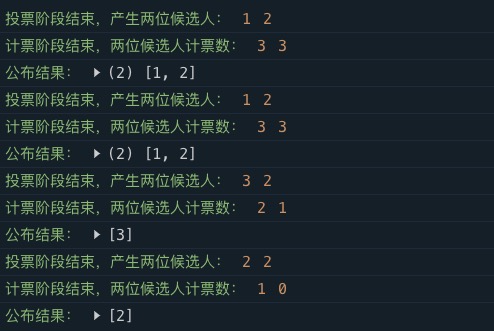 投票阶段结束，产生两位候选人： 1 2
计票阶段结束，两位候选人计票数： 3 3
公布结果： ▶ (2) [1, 2]
投票阶段结束，产生两位候选人： 1 2
计票阶段结束，两位候选人计票数： 3 3
公布结果： ▶ (2) [1, 2]
投票阶段结束，产生两位候选人： 3 2
计票阶段结束，两位候选人计票数： 2 1
公布结果： ▶ [3]
投票阶段结束，产生两位候选人： 2 2
计票阶段结束，两位候选人计票数： 1 0
公布结果： ▶ [2]